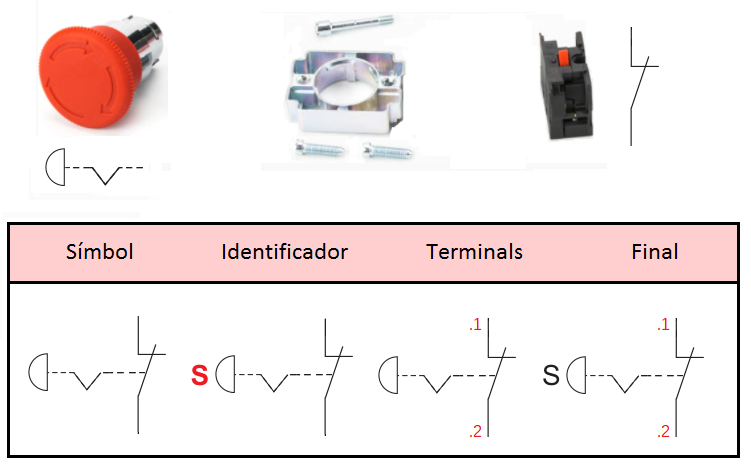 Símbol Identificador Terminals Final
.1 .1
S S
.2 .2